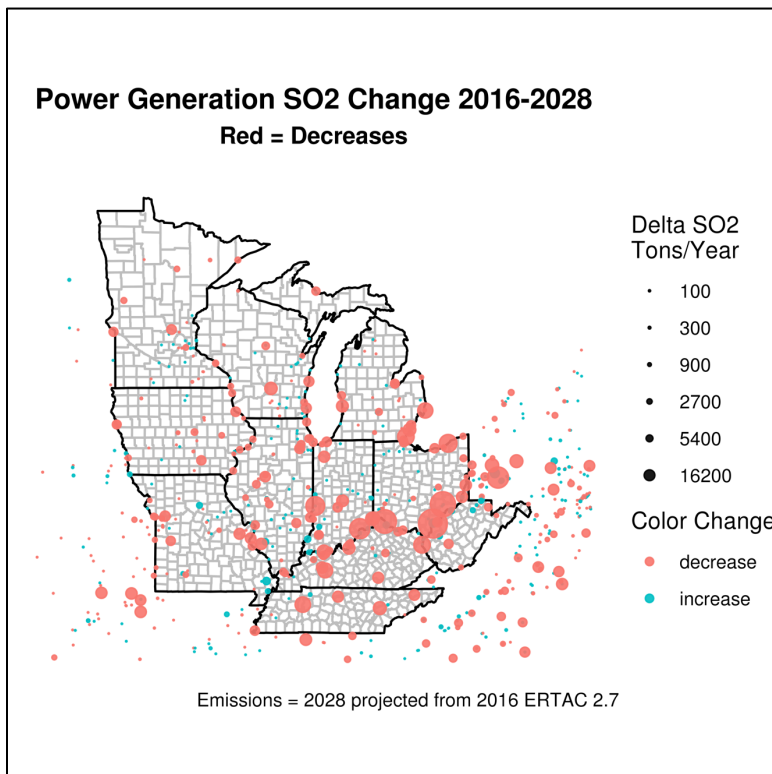 Power Generation SO2 Change 2016-2028
Red = Decreases
Delta SO2
Tons/Year
100
300
900
2700
5400
16200
Color Change
decrease
increase
Emissions = 2028 projected from 2016 ERTAC 2.7